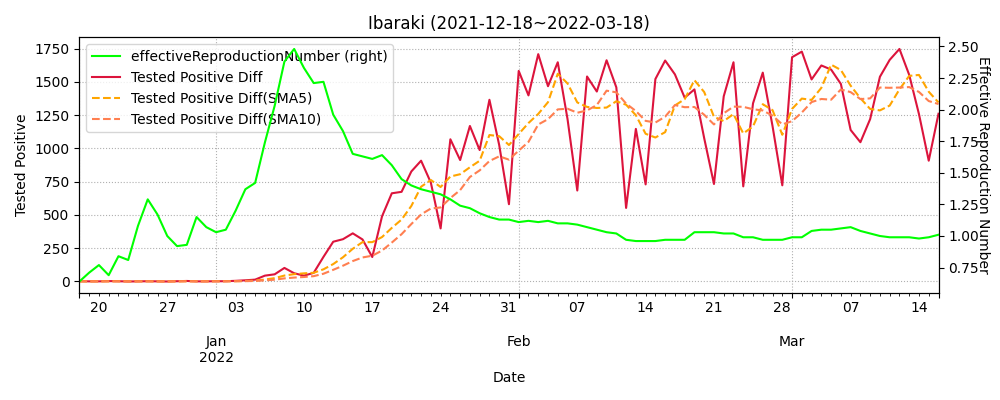 Ibaraki (2021-12-18~2022-03-18)
effectiveReproductionNumber (right)
Tested Positive Diff
Tested Positive Diff(SMA5)
Tested Positive Diff(SMA10)
Tested Positive
1750
1500
1250
1000
750
500
250
0
Effective Reproduction Number
2.50
2.25
2.00
1.75
1.50
1.25
1.00
0.75
20 27 03 10 17 24 31 07 14 21 28 07 14
Jan Feb Mar
2022
Date